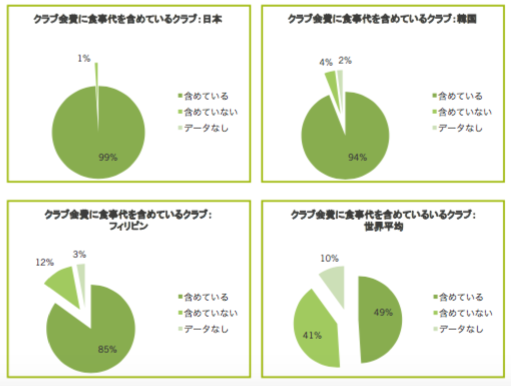 クラブ会費に食事代を含めているクラブ:日本
1%
99%
含めている
含めていない
データなし
クラブ会費に食事代を含めているクラブ:韓国
4%
2%
94%
含めている
含めていない
データなし
クラブ会費に食事代を含めているクラブ:
フィリピン
12%
3%
85%
含めている
含めていない
データなし
クラブ会費に食事代を含めているいるクラブ:
世界平均
10%
49%
41%
含めている
含めていない
データなし